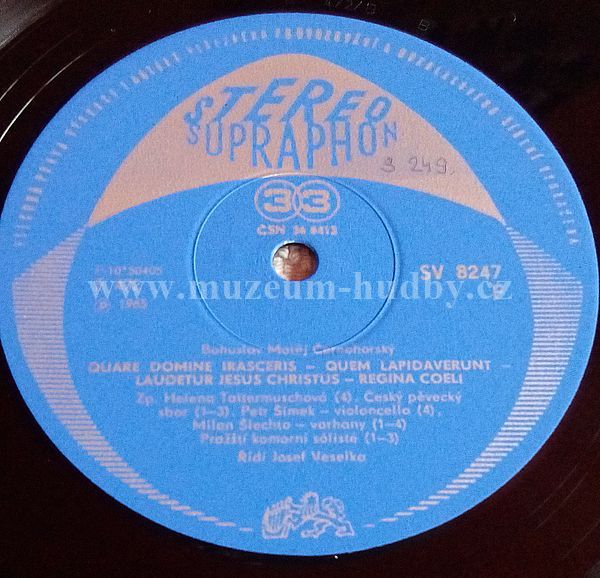 STEREO
SUPRAPHON
S 249.
33
ČSN 36 8412
SV 8247
B
www.muzeum-hudby.cz
1965
Bohuslav Matěj Černohorský
QUARE DOMINE IRASCERIS – QUEM LAPIDAVERUNT –
LAUDETUR JESUS CHRISTUS – REGINA COELI
Zp. Helena Tattermuschová (4), Český pěvecký
sbor (1–3), Petr Šimek – violoncello (4),
Milan Šlechta – varhany (1–4)
Pražští komorní sólisté (1–3)
Řídí Josef Veselka